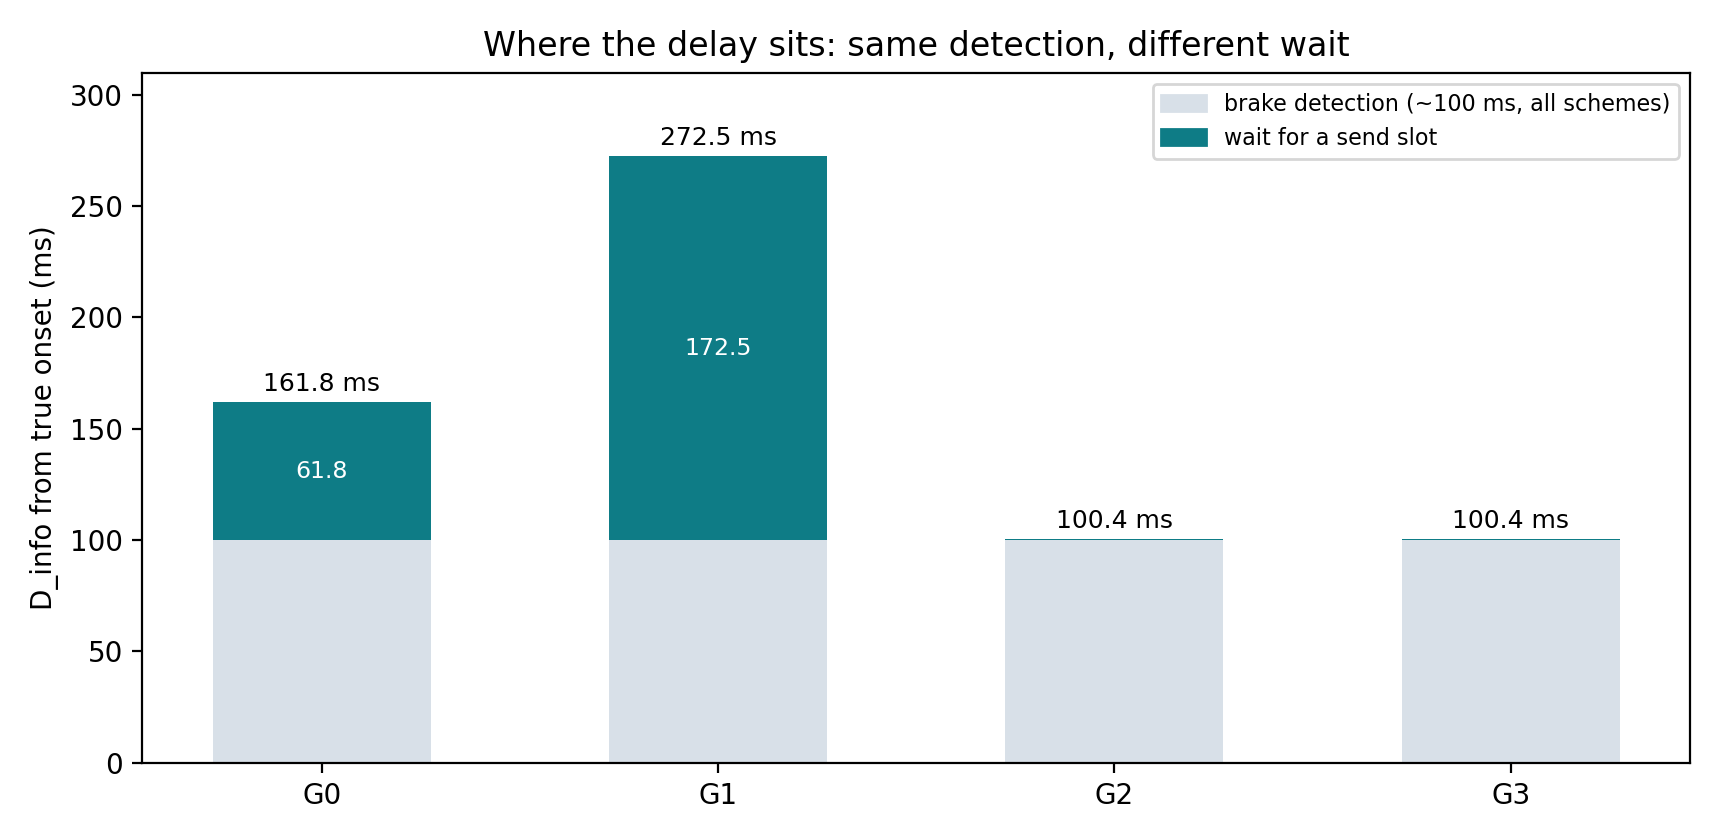 Where the delay sits: same detection, different wait
brake detection (~100 ms, all schemes)
wait for a send slot
D_info from true onset (ms)
300
250
200
150
100
50
0
161.8 ms
61.8
272.5 ms
172.5
100.4 ms
100.4 ms
G0
G1
G2
G3